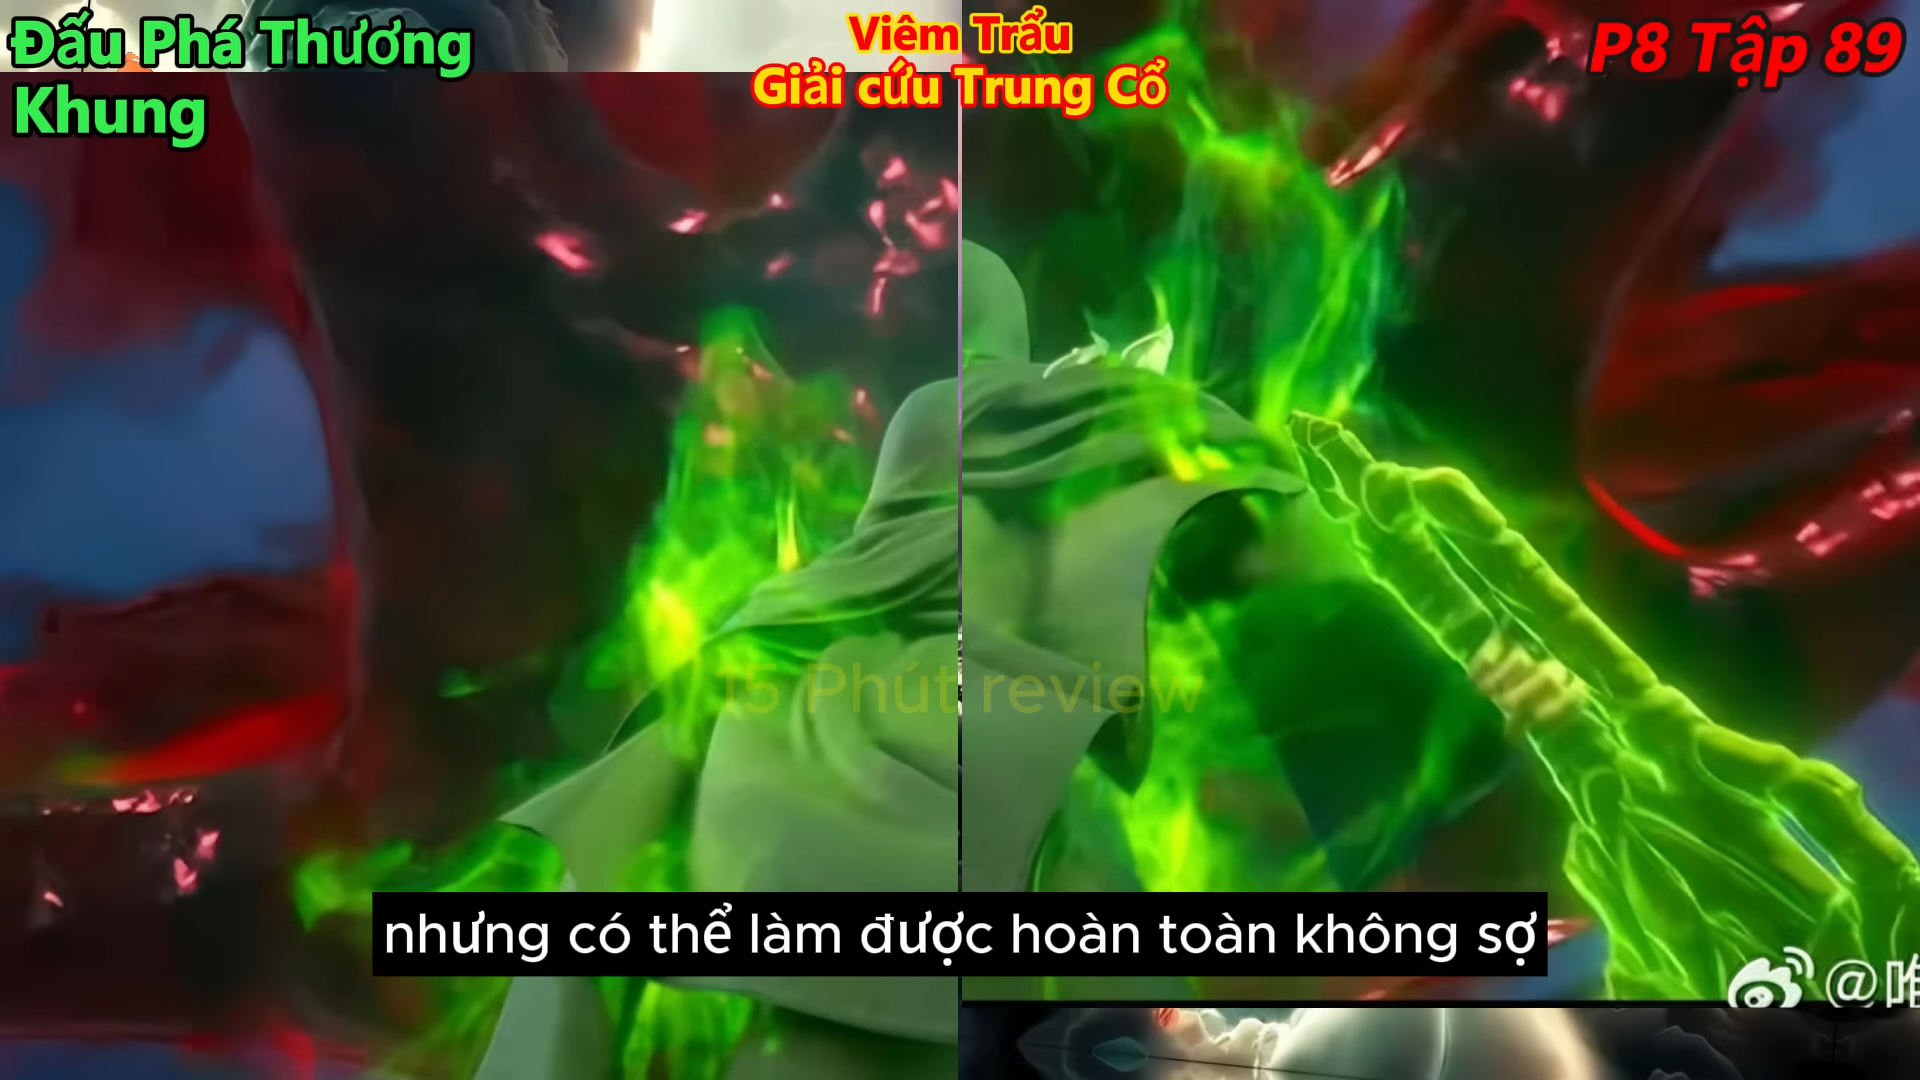 Đấu Phá Thương
Khung
Viêm Trẩu
Giải cứu Trung Cổ
P8 Tập 89
15 Phút review
nhưng có thể làm được hoàn toàn không sợ
@唯